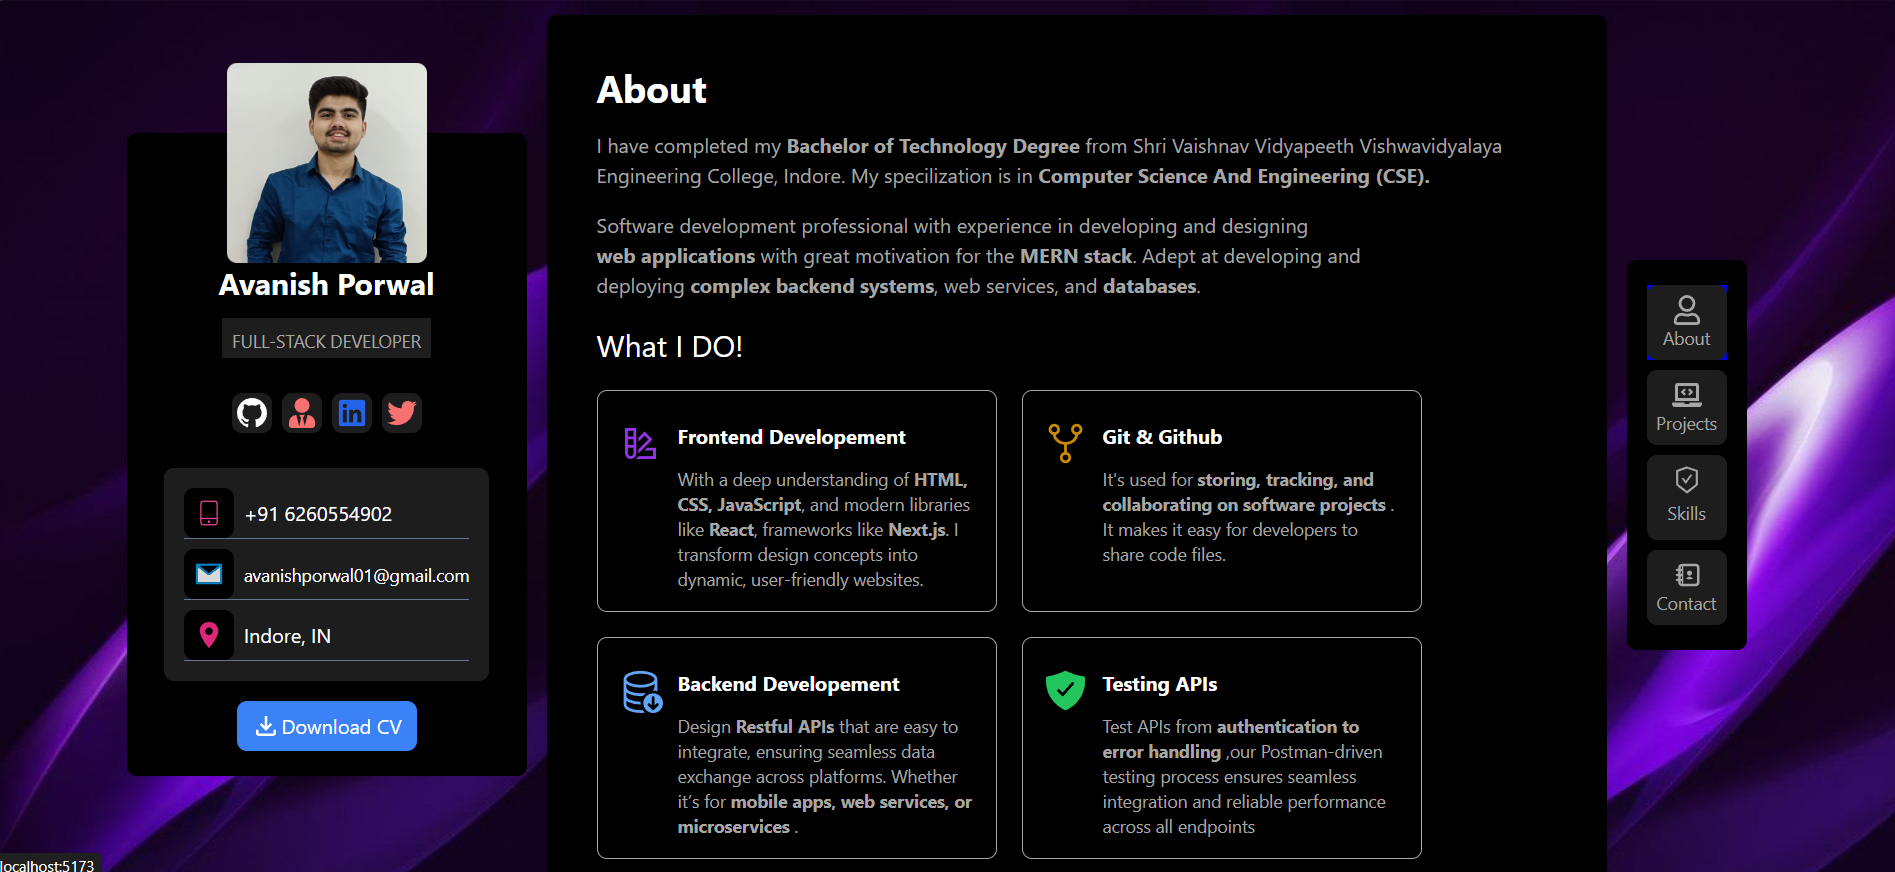 Avanish Porwal
FULL-STACK DEVELOPER
in
+91 6260554902
avanishporwal01@gmail.com
Indore, IN
Download CV
About
I have completed my Bachelor of Technology Degree from Shri Vaishnav Vidyapeeth Vishwavidyalaya
Engineering College, Indore. My specilization is in Computer Science And Engineering (CSE).
Software development professional with experience in developing and designing
web applications with great motivation for the MERN stack. Adept at developing and
deploying complex backend systems, web services, and databases.
What I DO!
Frontend Developement
With a deep understanding of HTML,
CSS, JavaScript, and modern libraries
like React, frameworks like Next.js. I
transform design concepts into
dynamic, user-friendly websites.
Git & Github
It's used for storing, tracking, and
collaborating on software projects .
It makes it easy for developers to
share code files.
Backend Developement
Design Restful APIs that are easy to
integrate, ensuring seamless data
exchange across platforms. Whether
it’s for mobile apps, web services, or
microservices .
Testing APIs
Test APIs from authentication to
error handling ,our Postman-driven
testing process ensures seamless
integration and reliable performance
across all endpoints
About
Projects
Skills
Contact
localhost:5173